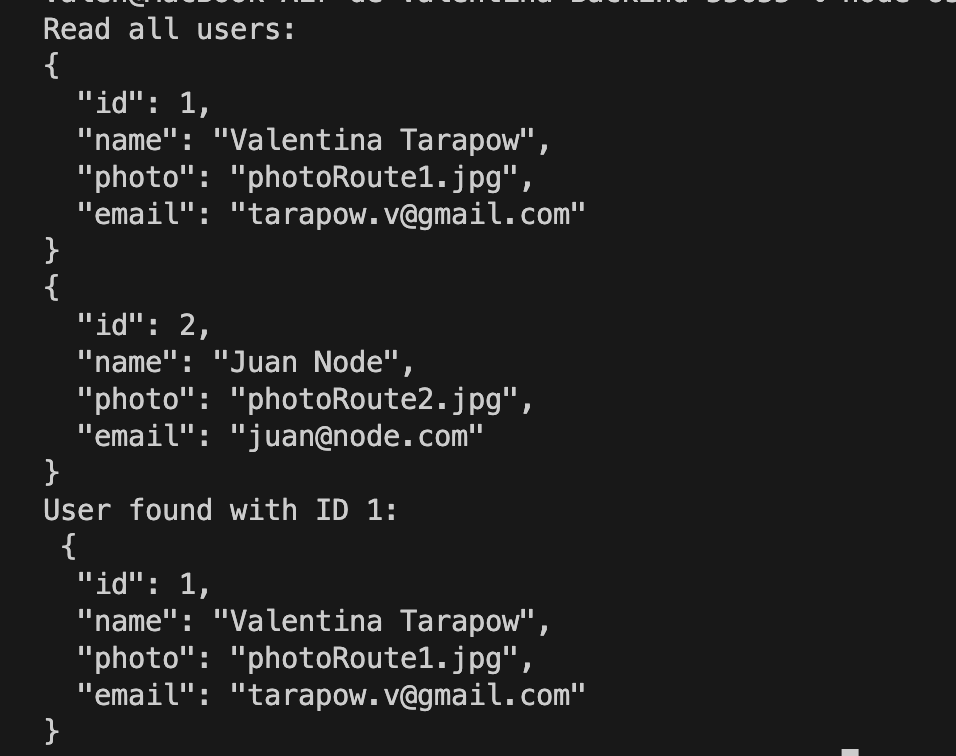 Read all users:
{
  "id": 1,
  "name": "Valentina Tarapow",
  "photo": "photoRoute1.jpg",
  "email": "tarapow.v@gmail.com"
}
{
  "id": 2,
  "name": "Juan Node",
  "photo": "photoRoute2.jpg",
  "email": "juan@node.com"
}
User found with ID 1:
 {
  "id": 1,
  "name": "Valentina Tarapow",
  "photo": "photoRoute1.jpg",
  "email": "tarapow.v@gmail.com"
}